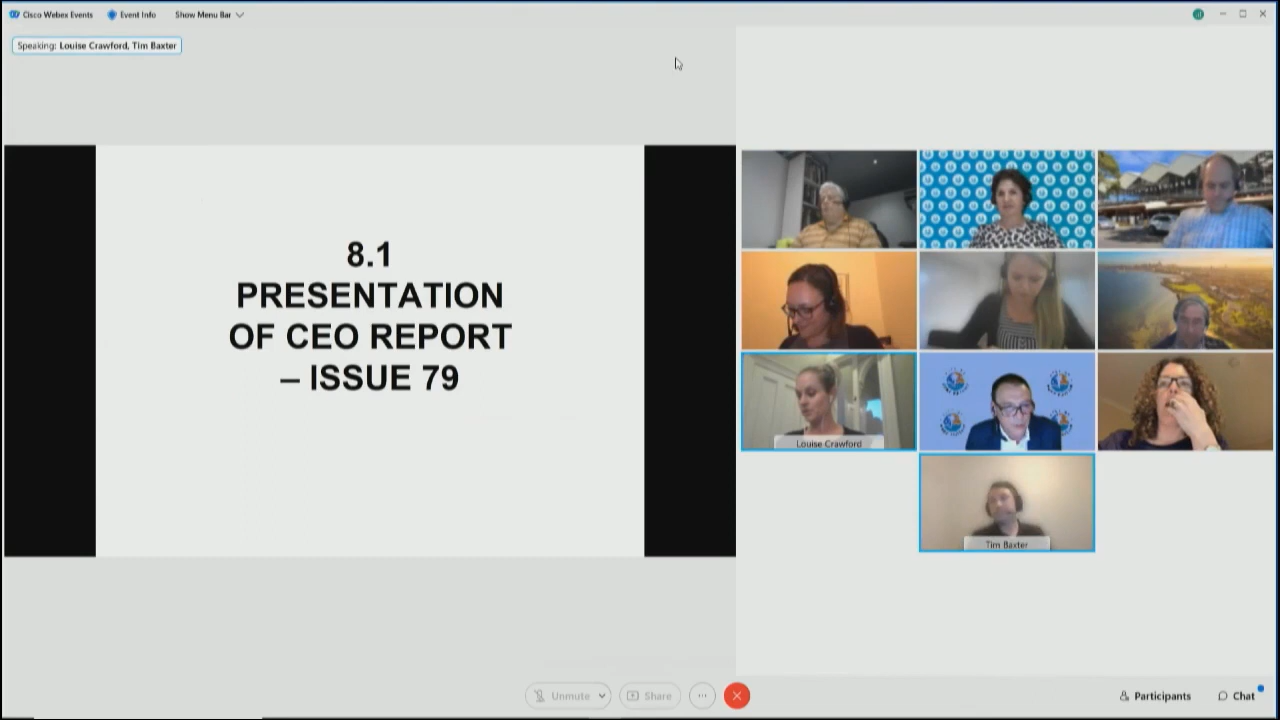 Cisco Webex Events
Event Info
Show Menu Bar
Speaking: Louise Crawford, Tim Baxter
8.1
PRESENTATION
OF CEO REPORT
– ISSUE 79
Louise Crawford
Tim Baxter
Unmute
Share
Participants
Chat